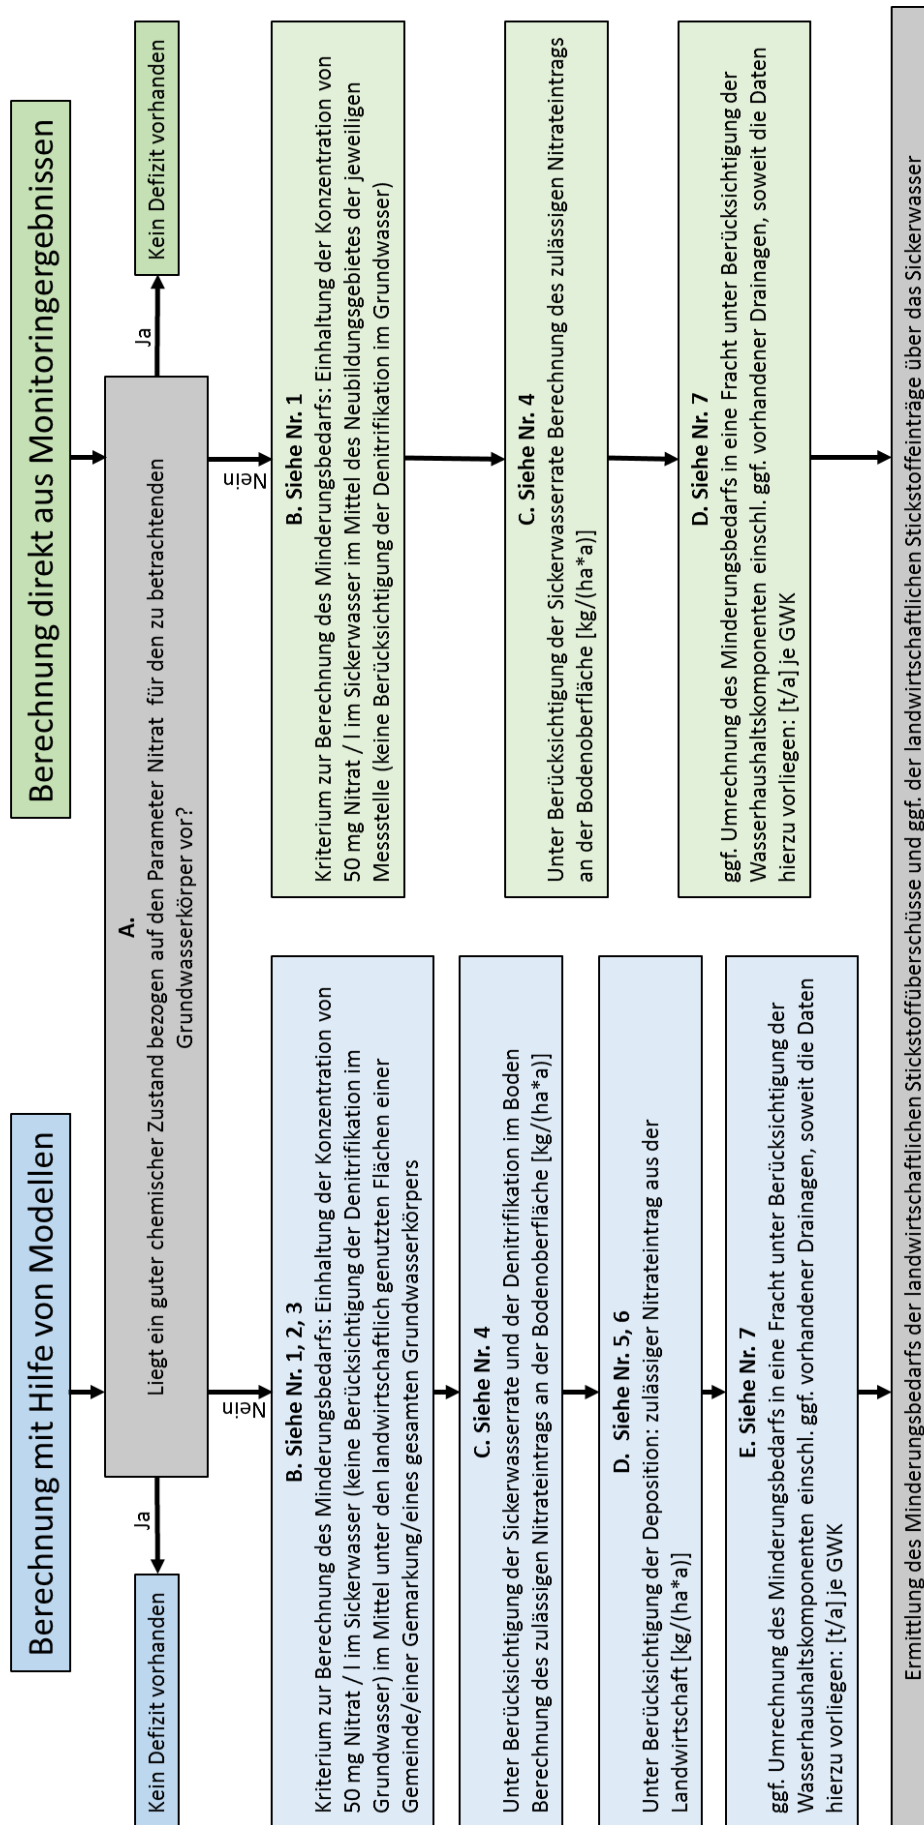 Berechnung mit Hilfe von Modellen
Berechnung direkt aus Monitoringergebnissen
A.
Liegt ein guter chemischer Zustand bezogen auf den Parameter Nitrat für den zu betrachtenden
Grundwasserkörper vor?
Ja
Kein Defizit vorhanden
Ja
Kein Defizit vorhanden
Nein
B. Siehe Nr. 1, 2, 3
Kriterium zur Berechnung des Minderungsbedarfs: Einhaltung der Konzentration von
50 mg Nitrat / l im Sickerwasser (keine Berücksichtigung der Denitrifikation im
Grundwasser) im Mittel unter den landwirtschaftlich genutzten Flächen einer
Gemeinde/einer Gemarkung/eines gesamten Grundwasserkörpers
C. Siehe Nr. 4
Unter Berücksichtigung der Sickerwasserrate und der Denitrifikation im Boden
Berechnung des zulässigen Nitrateintrags an der Bodenoberfläche [kg/(ha*a)]
D. Siehe Nr. 5, 6
Unter Berücksichtigung der Deposition: zulässiger Nitrateintrag aus der
Landwirtschaft [kg/(ha*a)]
E. Siehe Nr. 7
ggf. Umrechnung des Minderungsbedarfs in eine Fracht unter Berücksichtigung der
Wasserhaushaltskomponenten einschl. ggf. vorhandener Drainagen, soweit die Daten
hierzu vorliegen: [t/a] je GWK
Nein
B. Siehe Nr. 1
Kriterium zur Berechnung des Minderungsbedarfs: Einhaltung der Konzentration von
50 mg Nitrat / l im Sickerwasser im Mittel des Neubildungsgebietes der jeweiligen
Messstelle (keine Berücksichtigung der Denitrifikation im Grundwasser)
C. Siehe Nr. 4
Unter Berücksichtigung der Sickerwasserrate Berechnung des zulässigen Nitrateintrags
an der Bodenoberfläche [kg/(ha*a)]
D. Siehe Nr. 7
ggf. Umrechnung des Minderungsbedarfs in eine Fracht unter Berücksichtigung der
Wasserhaushaltskomponenten einschl. ggf. vorhandener Drainagen, soweit die Daten
hierzu vorliegen: [t/a] je GWK
Ermittlung des Minderungsbedarfs der landwirtschaftlichen Stickstoffüberschüsse und ggf. der landwirtschaftlichen Stickstoffeinträge über das Sickerwasser